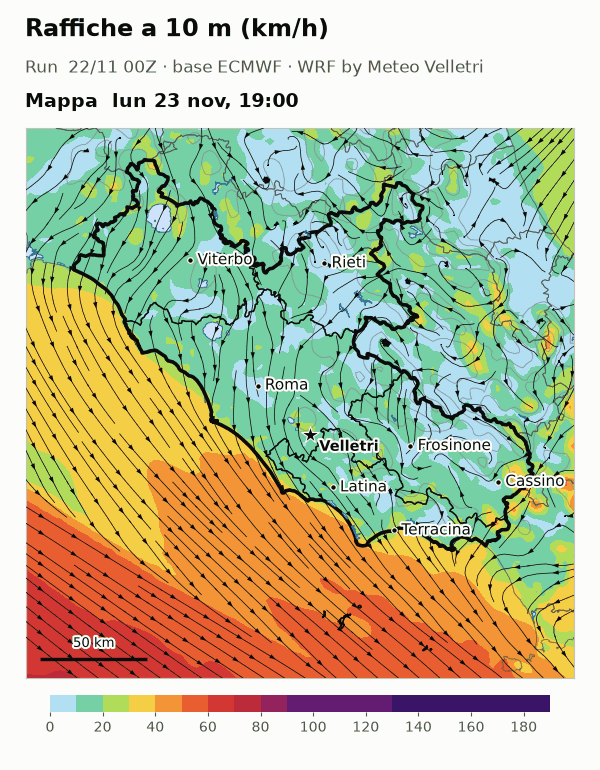 Raffiche a 10 m (km/h)
Run  22/11 00Z · base ECMWF · WRF by Meteo Velletri
Mappa  lun 23 nov, 19:00
Viterbo
Rieti
Roma
Velletri
Frosinone
Latina
Cassino
Terracina
50 km
0 20 40 60 80 100 120 140 160 180